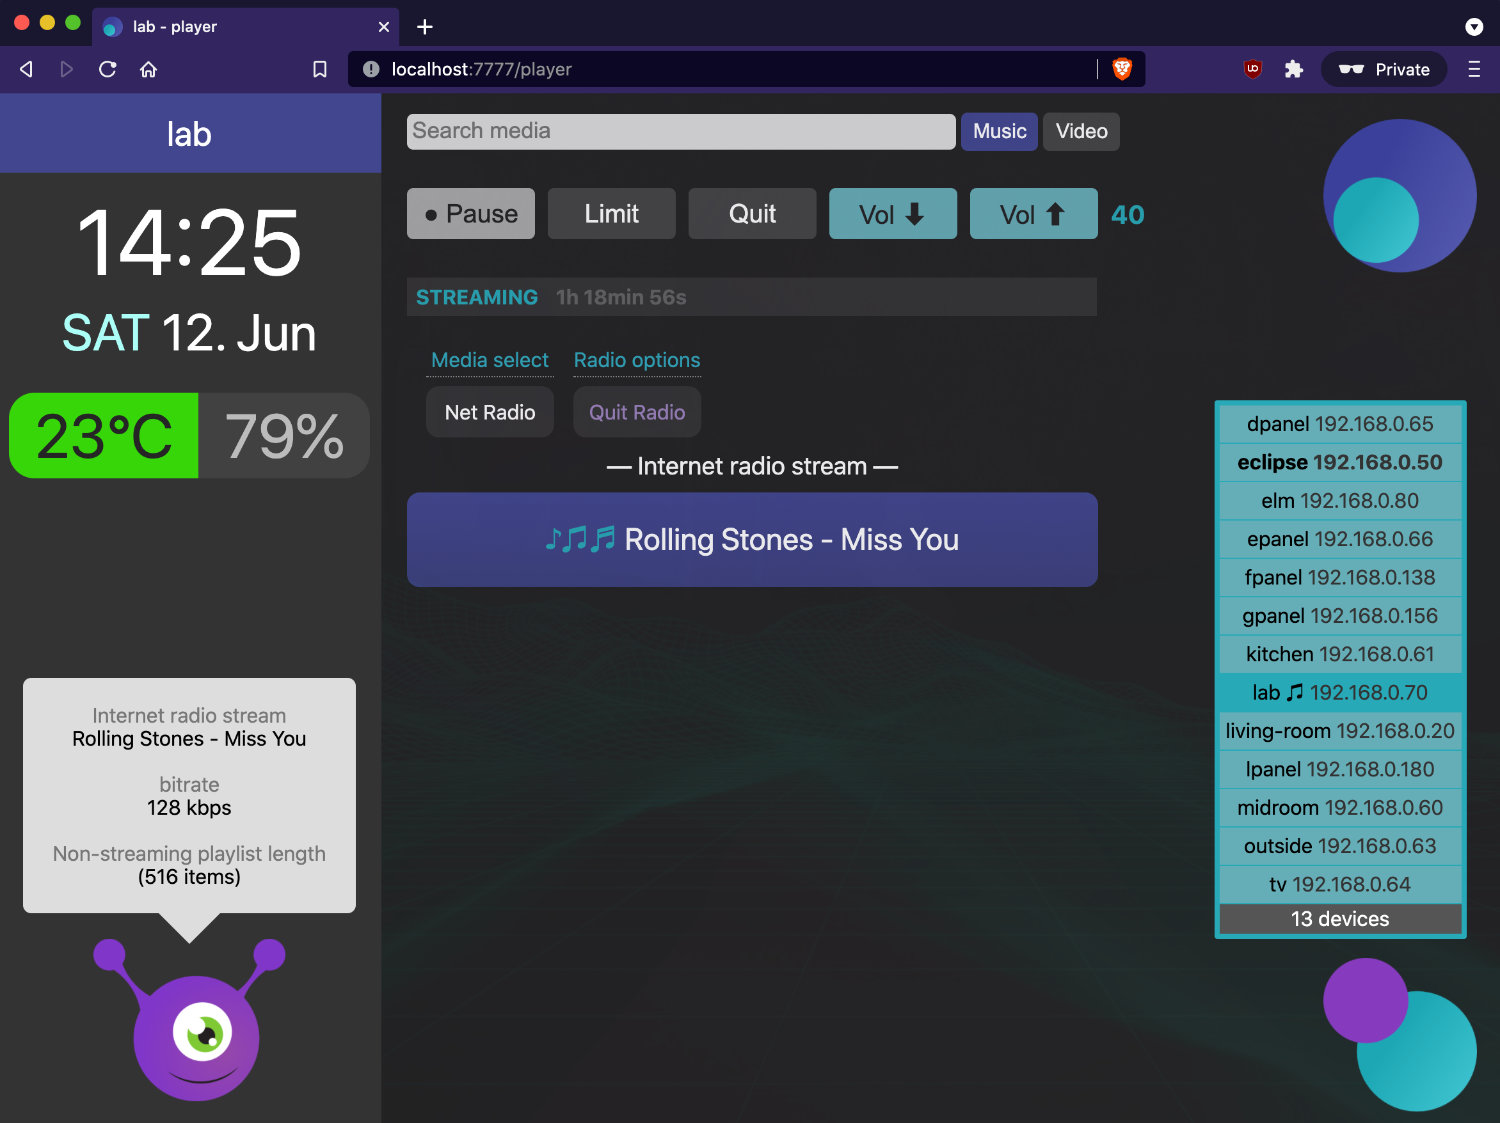 lab - player
localhost:7777/player
Private
lab
14:25
SAT 12. Jun
23°C 79%
Internet radio stream
Rolling Stones - Miss You
bitrate
128 kbps
Non-streaming playlist length
(516 items)
Search media
Music
Video
● Pause
Limit
Quit
Vol ⬇
Vol ⬆
40
STREAMING 1h 18min 56s
Media select
Radio options
Net Radio
Quit Radio
— Internet radio stream —
♪♫♬ Rolling Stones - Miss You
dpanel 192.168.0.65
eclipse 192.168.0.50
elm 192.168.0.80
epanel 192.168.0.66
fpanel 192.168.0.138
gpanel 192.168.0.156
kitchen 192.168.0.61
lab ♫ 192.168.0.70
living-room 192.168.0.20
lpanel 192.168.0.180
midroom 192.168.0.60
outside 192.168.0.63
tv 192.168.0.64
13 devices